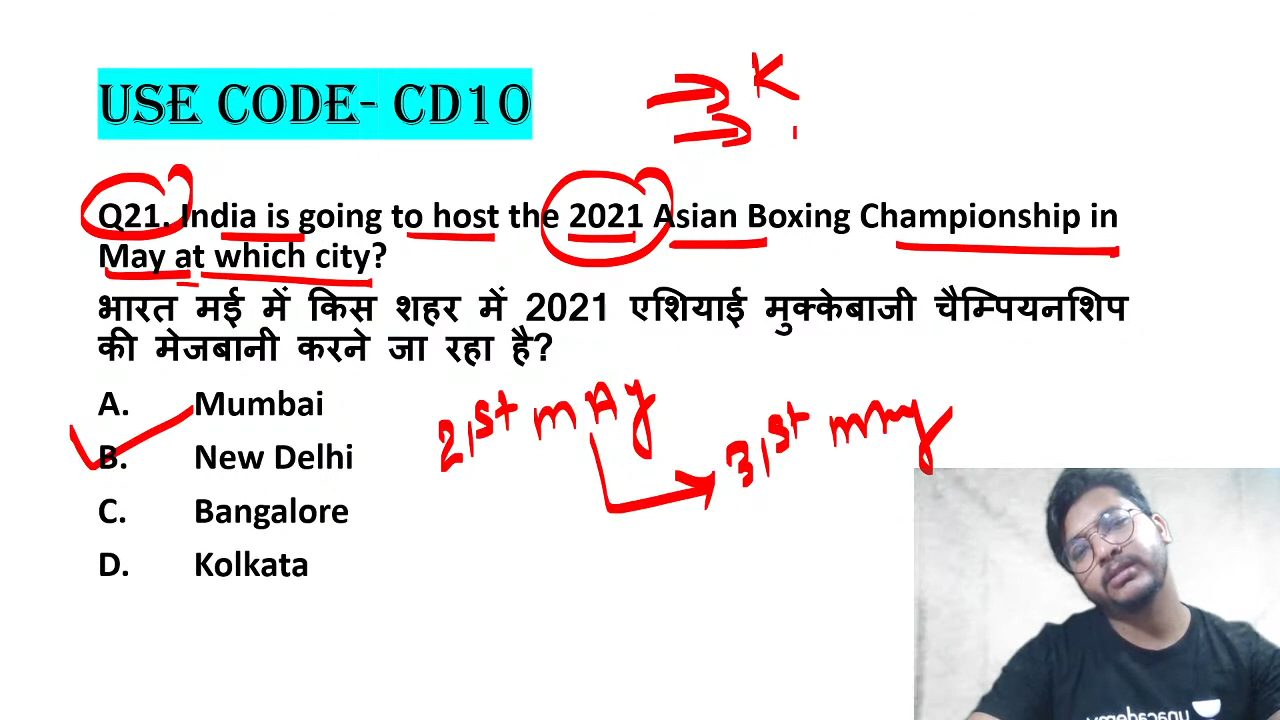 USE CODE- CD10
K
Q21. India is going to host the 2021 Asian Boxing Championship in
May at which city?
भारत मई में किस शहर में 2021 एशियाई मुक्केबाजी चैम्पियनशिप
की मेजबानी करने जा रहा है?
A. Mumbai
B. New Delhi
C. Bangalore
D. Kolkata
21st mAy
31st mAy
unacademy